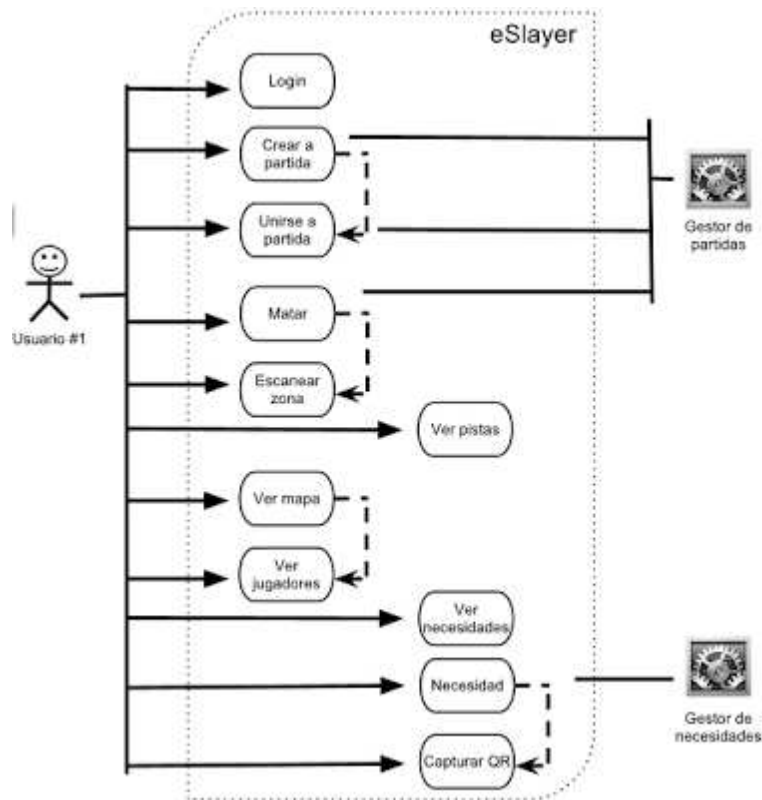 eSlayer
Login
Crear a
partida
Unirse a
partida
Gestor de
partidas
Usuario #1
Matar
Escanear
zona
Ver pistas
Ver mapa
Ver
jugadores
Ver
necesidades
Necesidad
Gestor de
necesidades
Capturar QR